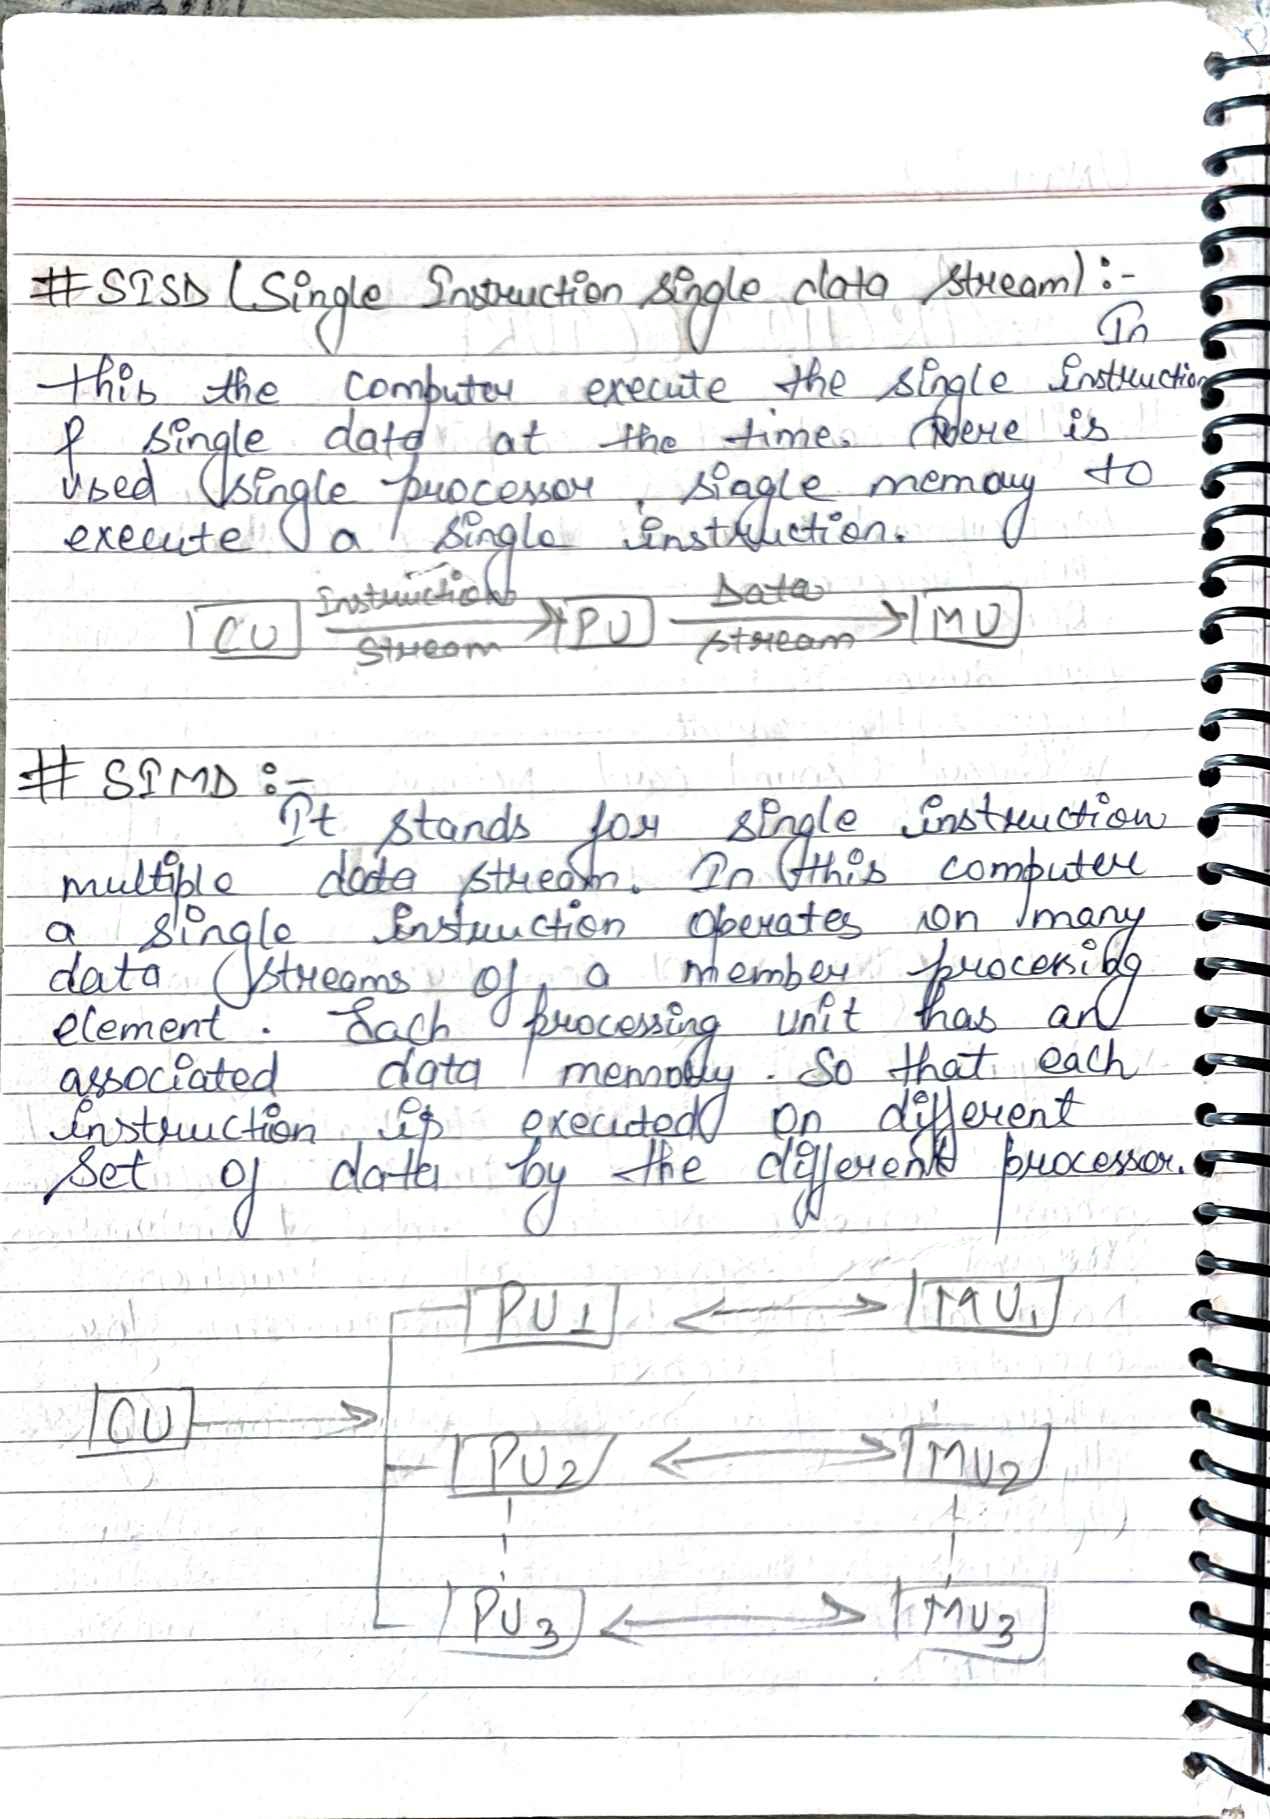 # SISD (Single Instruction single data stream) :-
In
this the computer execute the single instruction
& single data at the time. Here is
used single processor, single memory to
execute a single instruction.
CU Instructions Stream PU Data stream MU
# SIMD :-
It stands for single instruction
multiple data stream. In this computer
a single instruction operates on many
data streams of a member processing
element. Each processing unit has an
associated data memory. So that each
instruction is executed on different
set of data by the different processor.
PU1 MU1
CU
PU2 MU2
PU3 MU3